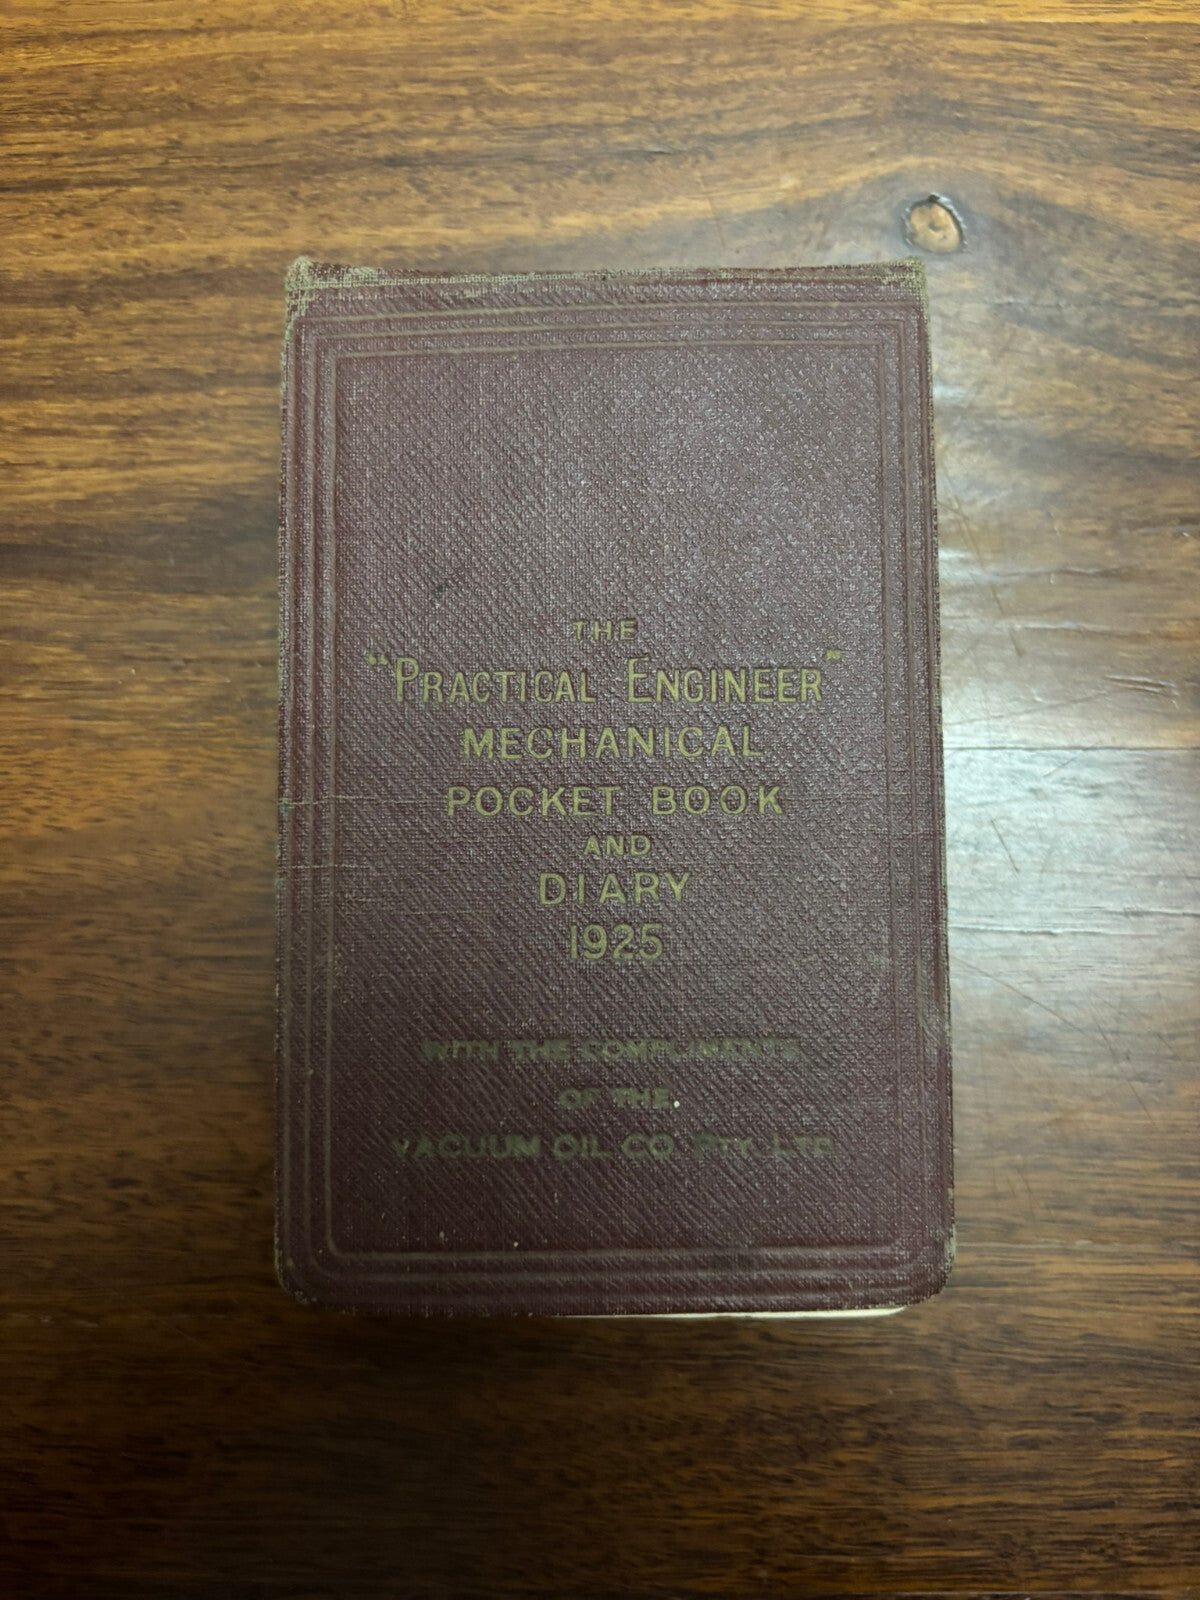 THE
"PRACTICAL ENGINEER"
MECHANICAL
POCKET BOOK
AND
DIARY
1925
WITH THE COMPLIMENTS
OF THE
VACUUM OIL CO PTY LTD